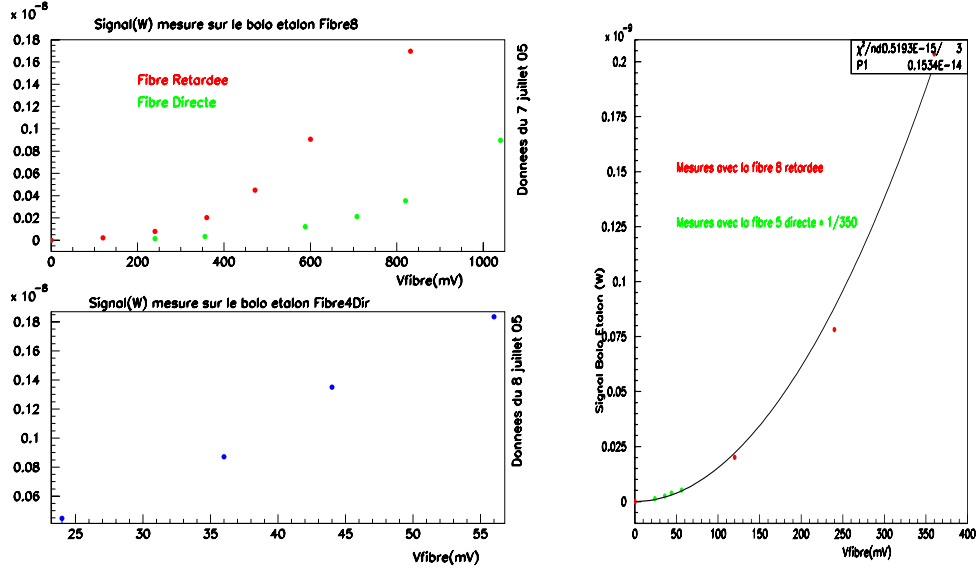 x 10 -8
Signal(W) mesure sur le bolo etalon Fibre8
0.18
0.16
0.14
0.12
0.1
0.08
0.06
0.04
0.02
0
Fibre Retardee
Fibre Directe
0
200
400
600
800
1000
Vfibre(mV)
Donnees du 7 juillet 05
x 10 -8
Signal(W) mesure sur le bolo etalon Fibre4Dir
0.18
0.16
0.14
0.12
0.1
0.08
0.06
25
30
35
40
45
50
55
Vfibre(mV)
Donnees du 8 juillet 05
x 10 -9
χ²/nd0.5193E-15/ 3
P1 0.1534E-14
0.2
0.175
0.15
0.125
0.1
0.075
0.05
0.025
0
Mesures avec la fibre 8 retardee
Mesures avec la fibre 5 directe * 1/350
Signal Bolo Etalon (W)
0
50
100
150
200
250
300
350
400
Vfibre(mV)